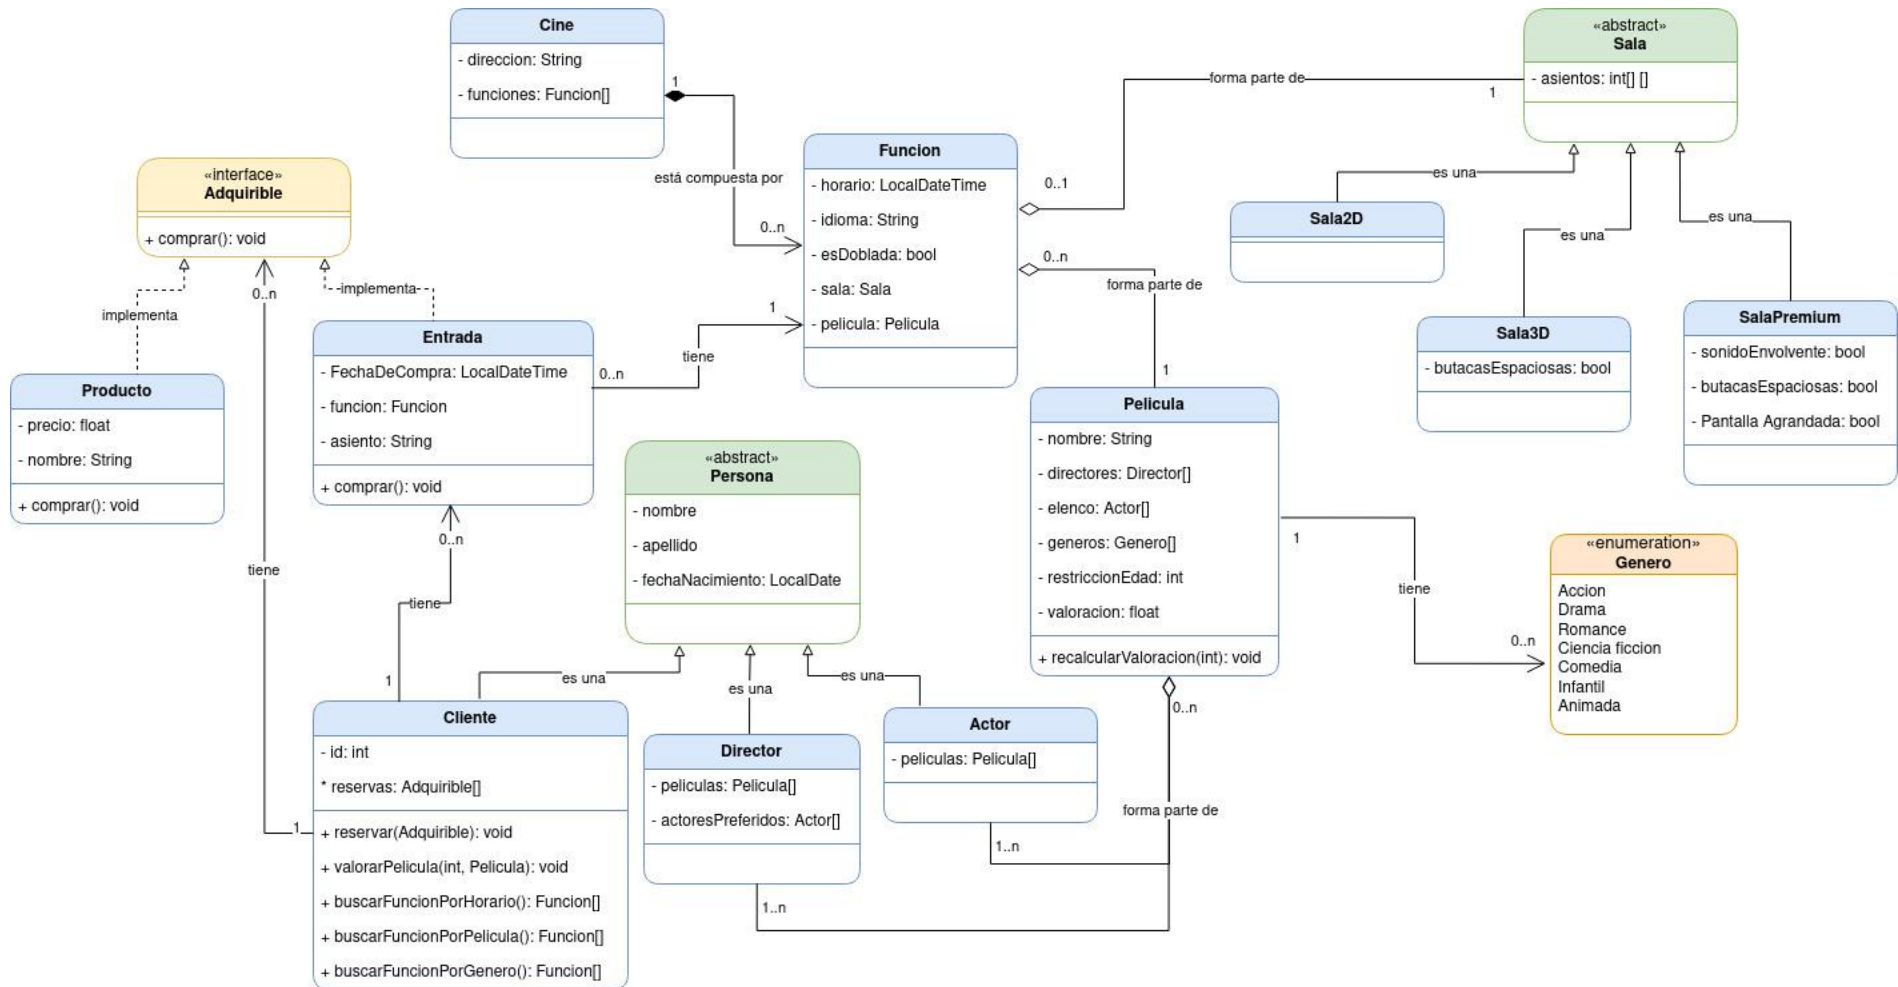 Cine
- direccion: String
- funciones: Funcion[]
1
está compuesta por
0..n
«abstract»
Sala
- asientos: int[] []
forma parte de
1
0..1
Funcion
- horario: LocalDateTime
- idioma: String
- esDoblada: bool
- sala: Sala
- pelicula: Pelicula
0..n
forma parte de
1
es una
Sala2D
es una
Sala3D
- butacasEspaciosas: bool
es una
SalaPremium
- sonidoEnvolvente: bool
- butacasEspaciosas: bool
- Pantalla Agrandada: bool
«interface»
Adquirible
+ comprar(): void
implementa
0..n
implementa
Producto
- precio: float
- nombre: String
+ comprar(): void
Entrada
- FechaDeCompra: LocalDateTime
- funcion: Funcion
- asiento: String
+ comprar(): void
0..n
tiene
1
0..n
tiene
1
tiene
1
«abstract»
Persona
- nombre
- apellido
- fechaNacimiento: LocalDate
es una
es una
es una
Pelicula
- nombre: String
- directores: Director[]
- elenco: Actor[]
- generos: Genero[]
- restriccionEdad: int
- valoracion: float
+ recalcularValoracion(int): void
1
tiene
0..n
«enumeration»
Genero
Accion
Drama
Romance
Ciencia ficcion
Comedia
Infantil
Animada
0..n
forma parte de
Cliente
- id: int
* reservas: Adquirible[]
+ reservar(Adquirible): void
+ valorarPelicula(int, Pelicula): void
+ buscarFuncionPorHorario(): Funcion[]
+ buscarFuncionPorPelicula(): Funcion[]
+ buscarFuncionPorGenero(): Funcion[]
Director
- peliculas: Pelicula[]
- actoresPreferidos: Actor[]
1..n
Actor
- peliculas: Pelicula[]
1..n